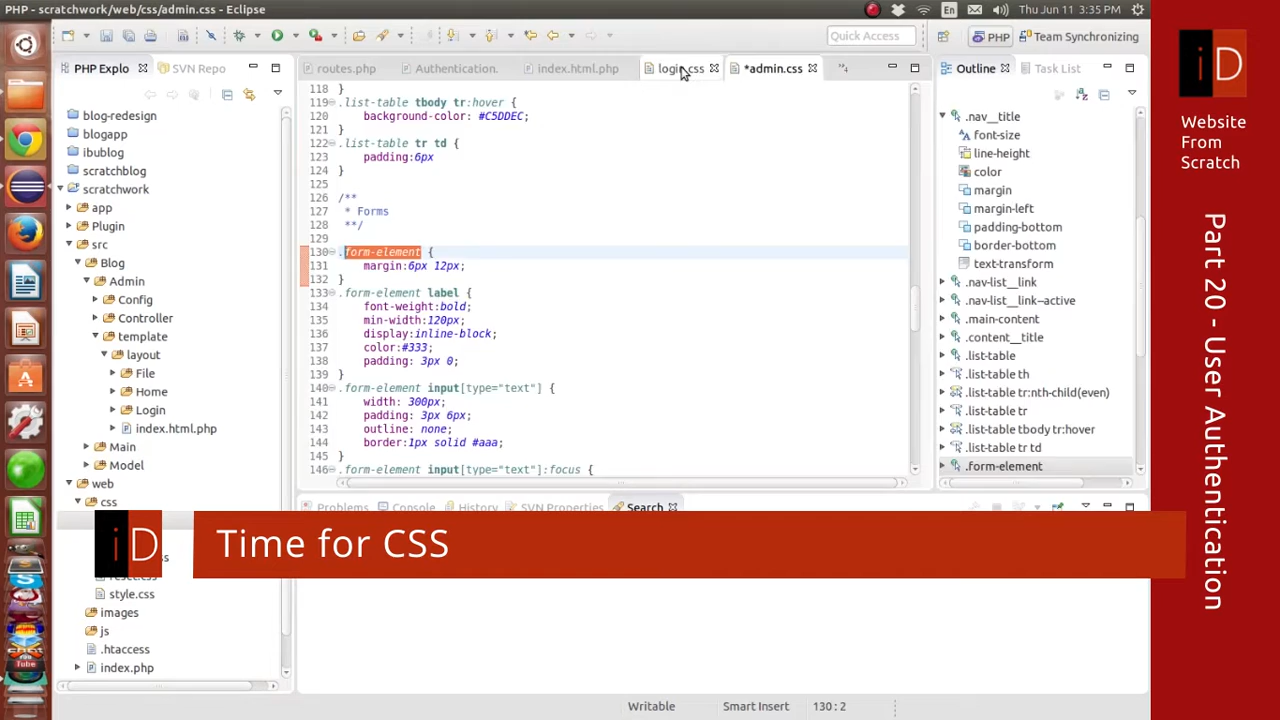 PHP - scratchwork/web/css/admin.css - Eclipse
En
Thu Jun 11 3:35 PM
Quick Access
PHP
Team Synchronizing
PHP Explo
SVN Repo
routes.php
Authentication.
index.html.php
login.css
*admin.css
Outline
Task List
blog-redesign
blogapp
ibublog
scratchblog
scratchwork
app
Plugin
src
Blog
Admin
Config
Controller
template
layout
File
Home
Login
index.html.php
Main
Model
web
css
reset.css
style.css
images
js
.htaccess
index.php
118 }
119 .list-table tbody tr:hover {
120 background-color: #C5DDEC;
121 }
122 .list-table tr td {
123 padding:6px
124 }
125
126 /**
127 * Forms
128 **/
129
130 .form-element {
131 margin:6px 12px;
132 }
133 .form-element label {
134 font-weight:bold;
135 min-width:120px;
136 display:inline-block;
137 color:#333;
138 padding: 3px 0;
139 }
140 .form-element input[type="text"] {
141 width: 300px;
142 padding: 3px 6px;
143 outline: none;
144 border:1px solid #aaa;
145 }
146 .form-element input[type="text"]:focus {
.nav__title
font-size
line-height
color
margin
margin-left
padding-bottom
border-bottom
text-transform
.nav-list__link
.nav-list__link--active
.main-content
.content__title
.list-table
.list-table th
.list-table tr:nth-child(even)
.list-table tr
.list-table tbody tr:hover
.list-table tr td
.form-element
Problems
Console
History
SVN Properties
Search
iD
Time for CSS
Writable
Smart Insert
130 : 2
iD
Website
From
Scratch
Part 20 - User Authentication
Tube